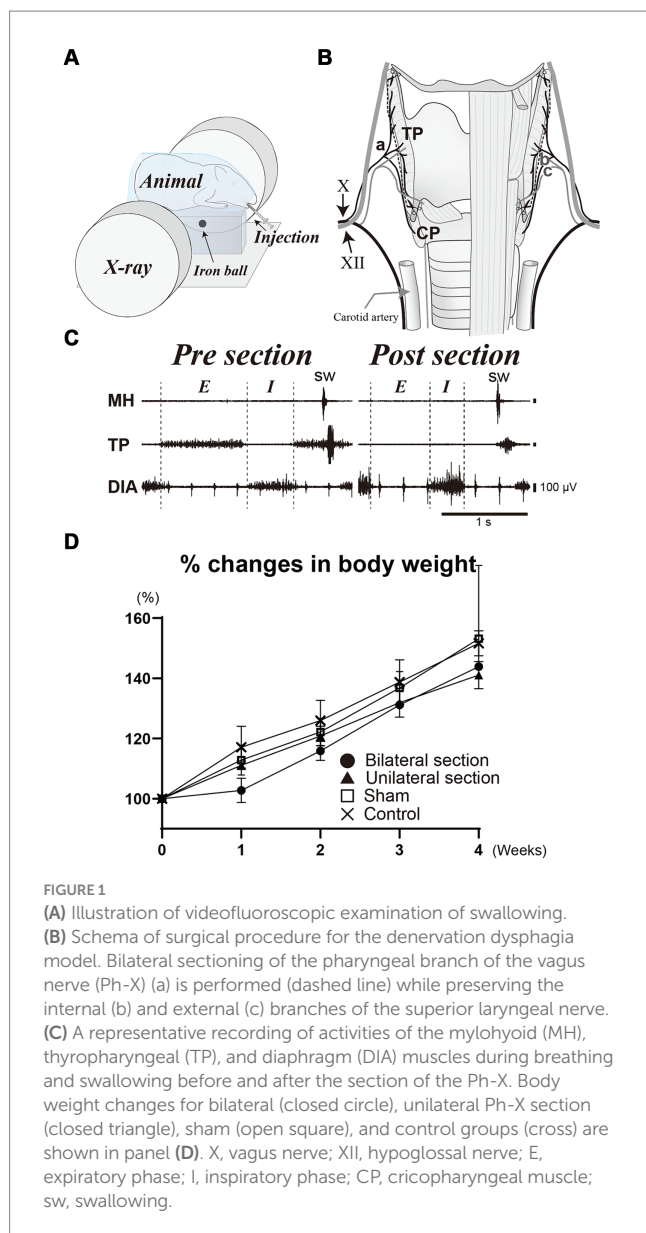 A
Animal
Injection
X-ray
Iron ball
B
TP
a
b
c
X
CP
XII
Carotid artery
C
Pre section
Post section
E
I
sw
E
I
sw
MH
TP
DIA
100 µV
1 s
D
% changes in body weight
(%)
160
140
120
100
Bilateral section
Unilateral section
Sham
Control
0
1
2
3
4
(Weeks)
FIGURE 1
(A) Illustration of videofluoroscopic examination of swallowing.
(B) Schema of surgical procedure for the denervation dysphagia
model. Bilateral sectioning of the pharyngeal branch of the vagus
nerve (Ph-X) (a) is performed (dashed line) while preserving the
internal (b) and external (c) branches of the superior laryngeal nerve.
(C) A representative recording of activities of the mylohyoid (MH),
thyropharyngeal (TP), and diaphragm (DIA) muscles during breathing
and swallowing before and after the section of the Ph-X. Body
weight changes for bilateral (closed circle), unilateral Ph-X section
(closed triangle), sham (open square), and control groups (cross) are
shown in panel (D). X, vagus nerve; XII, hypoglossal nerve; E,
expiratory phase; I, inspiratory phase; CP, cricopharyngeal muscle;
sw, swallowing.